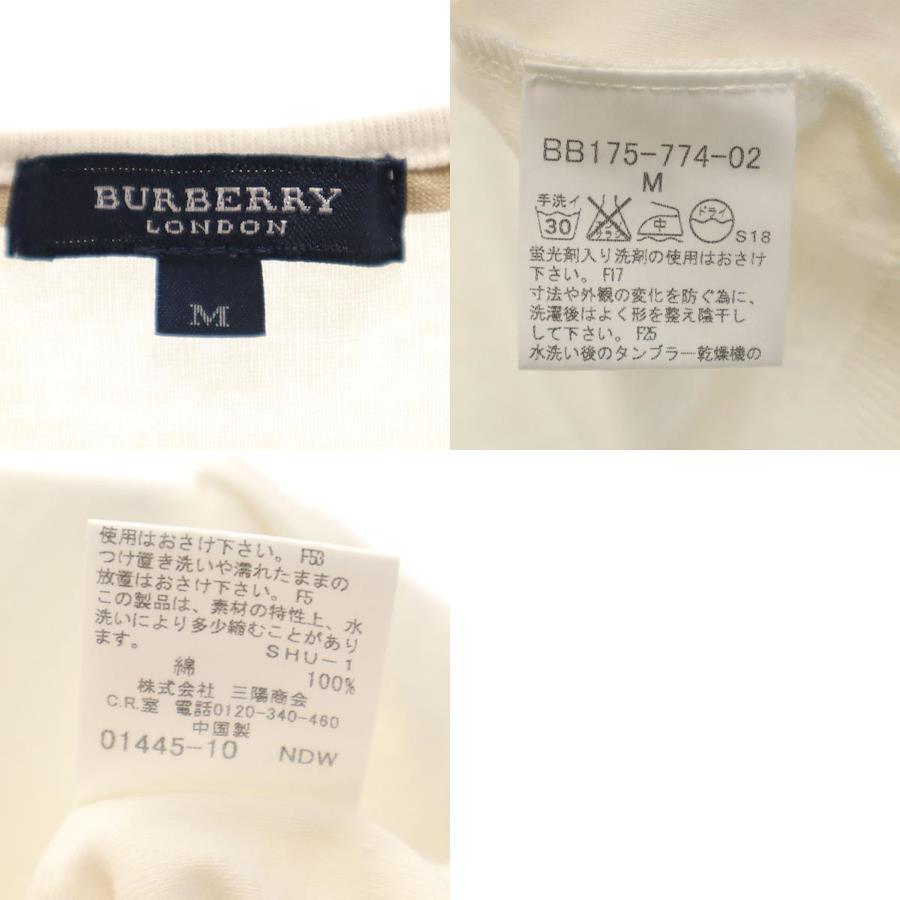 BURBERRY
LONDON
M
BB175-774-02
M
手洗イ
30
エンソ
サラシ
中
ドライ
S18
蛍光剤入り洗剤の使用はおさけ
下さい。 F17
寸法や外観の変化を防ぐ為に、
洗濯後はよく形を整え陰干し
して下さい。 F25
水洗い後のタンブラー乾燥機の
使用はおさけ下さい。 F53
つけ置き洗いや濡れたままの
放置はおさけ下さい。 F5
この製品は、素材の特性上、水
洗いにより多少縮むことがあり
ます。
SHU-1
綿 100%
株式会社 三陽商会
C.R.室 電話0120-340-460
中国製
01445-10 NDW